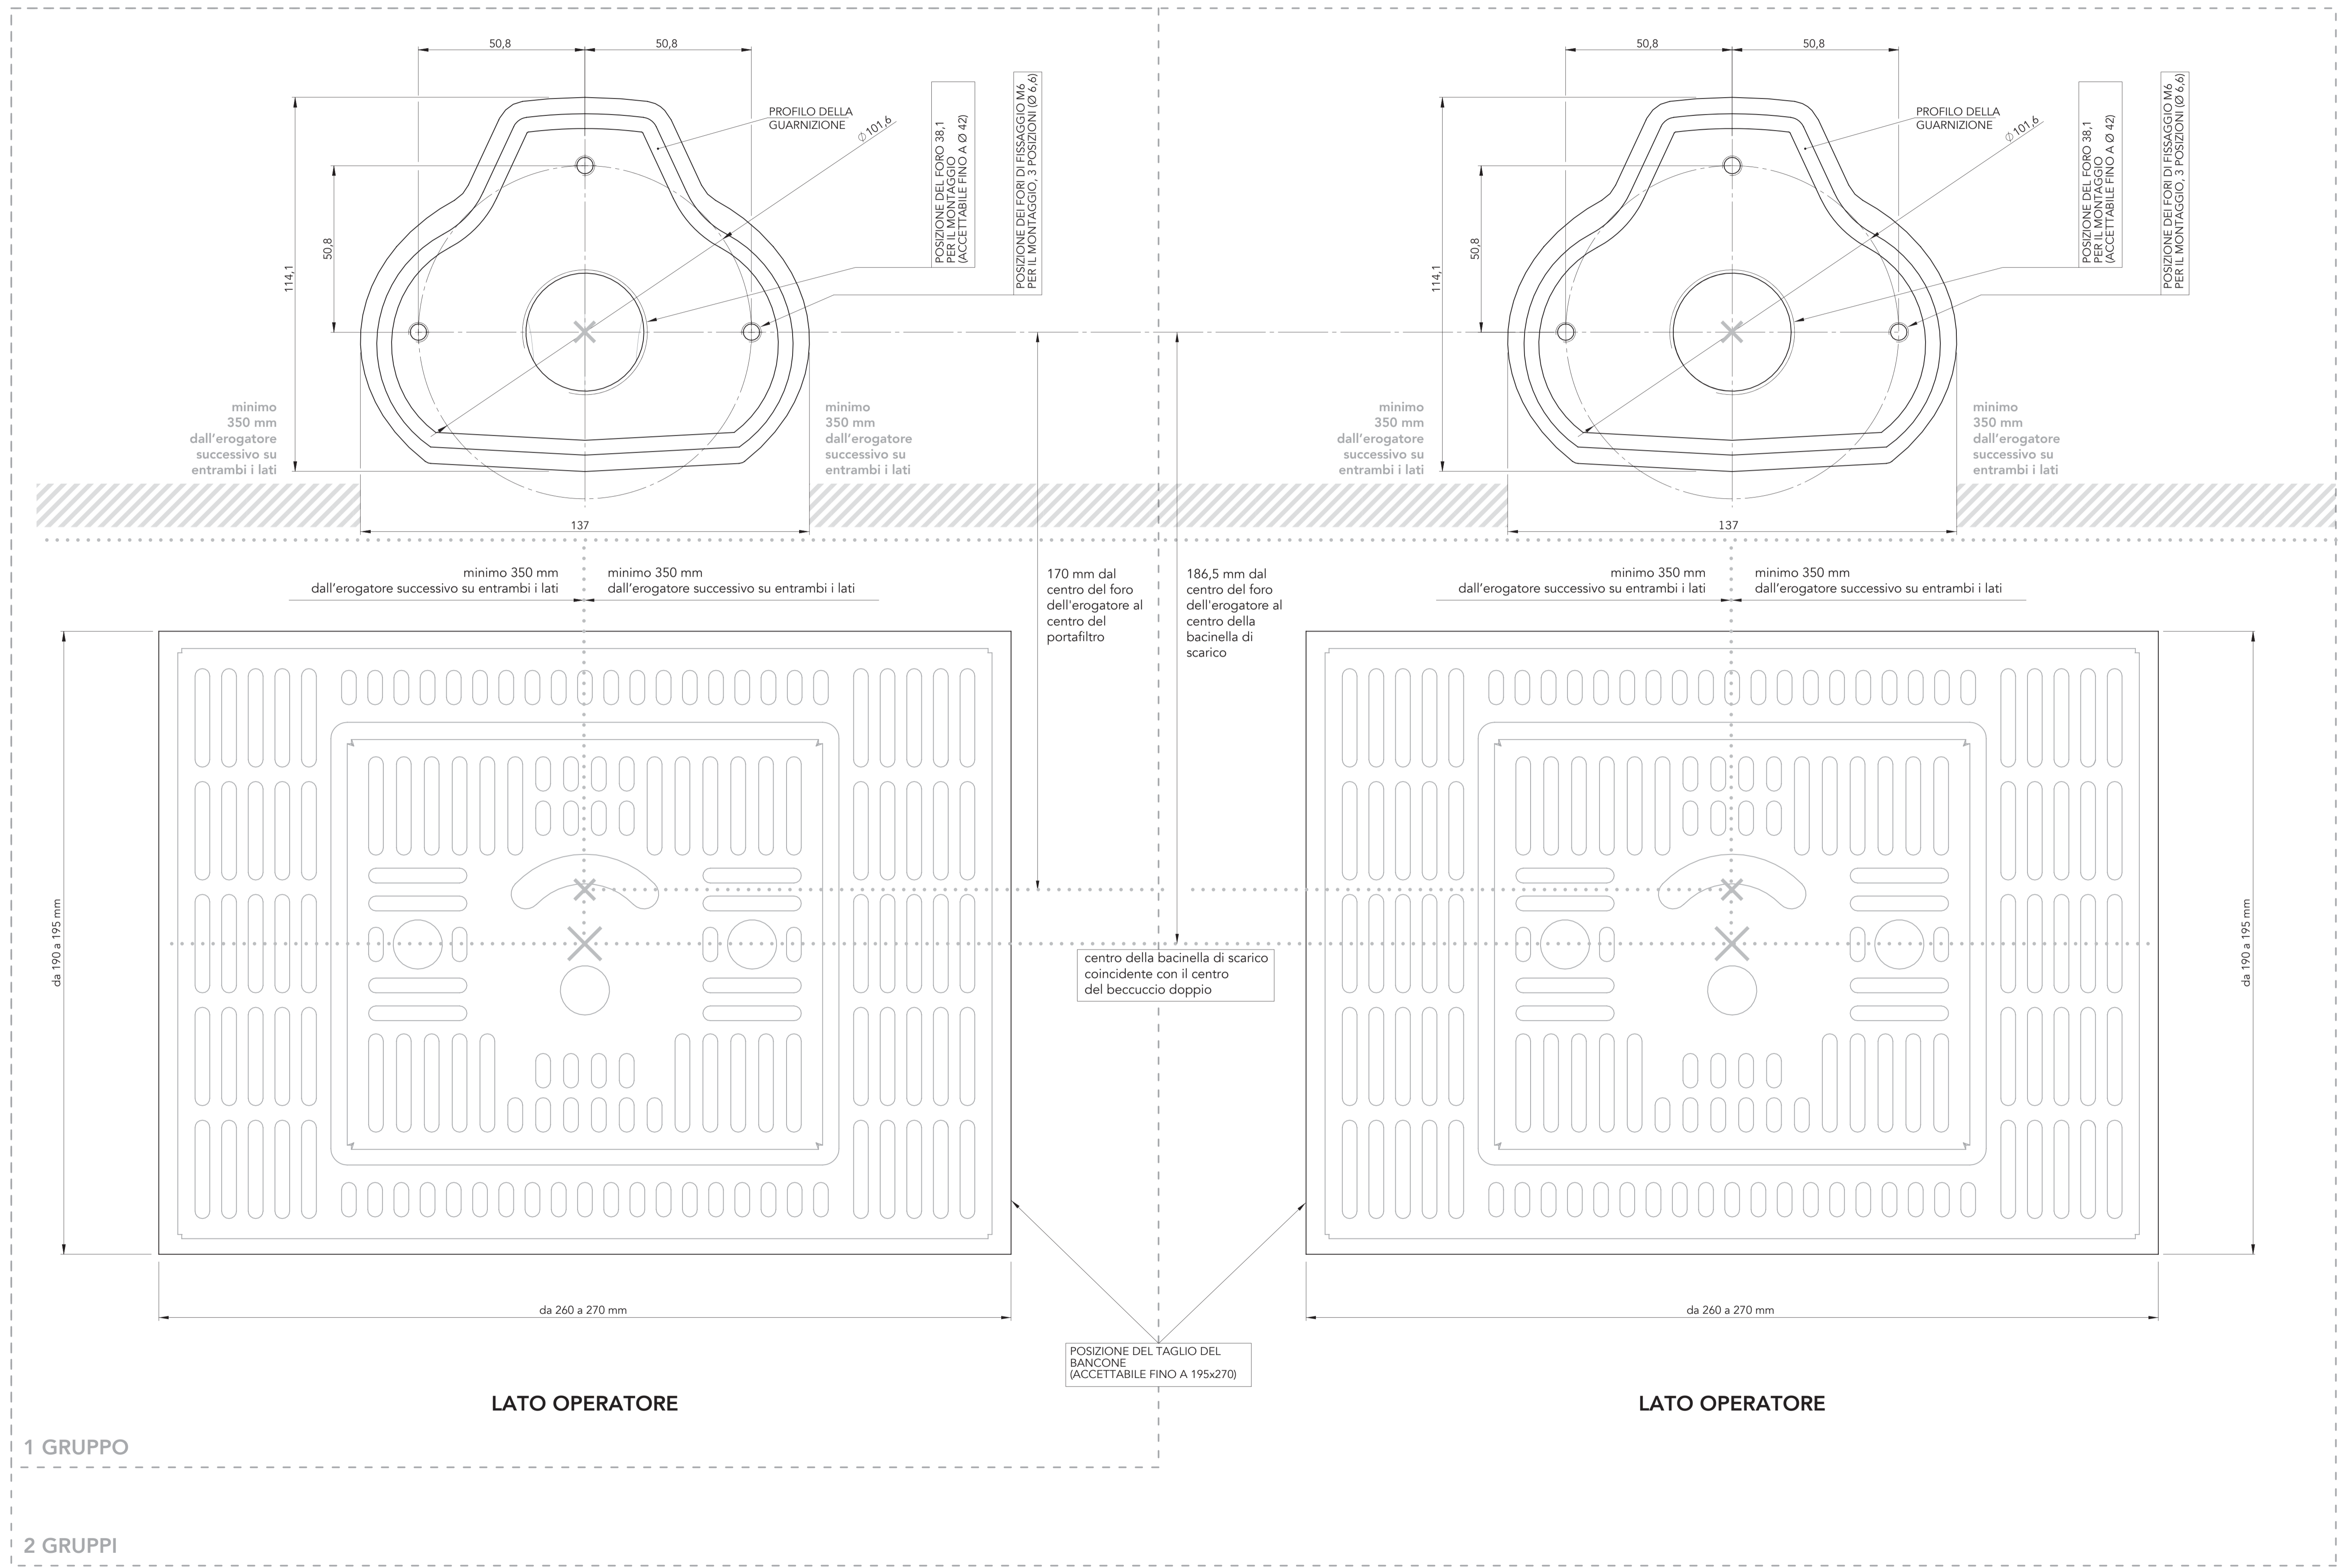 50,8
50,8
114,1
50,8
PROFILO DELLA
GUARNIZIONE
Ø 101,6
POSIZIONE DEL FORO 38,1
PER IL MONTAGGIO
(ACCETTABILE FINO A Ø 42)
POSIZIONE DEI FORI DI FISSAGGIO M6
PER IL MONTAGGIO, 3 POSIZIONI (Ø 6,6)
minimo
350 mm
dall'erogatore
successivo su
entrambi i lati
minimo
350 mm
dall'erogatore
successivo su
entrambi i lati
137
50,8
50,8
114,1
50,8
PROFILO DELLA
GUARNIZIONE
Ø 101,6
POSIZIONE DEL FORO 38,1
PER IL MONTAGGIO
(ACCETTABILE FINO A Ø 42)
POSIZIONE DEI FORI DI FISSAGGIO M6
PER IL MONTAGGIO, 3 POSIZIONI (Ø 6,6)
minimo
350 mm
dall'erogatore
successivo su
entrambi i lati
minimo
350 mm
dall'erogatore
successivo su
entrambi i lati
137
minimo 350 mm
dall'erogatore successivo su entrambi i lati
minimo 350 mm
dall'erogatore successivo su entrambi i lati
170 mm dal
centro del foro
dell'erogatore al
centro del
portafiltro
186,5 mm dal
centro del foro
dell'erogatore al
centro della
bacinella di
scarico
minimo 350 mm
dall'erogatore successivo su entrambi i lati
minimo 350 mm
dall'erogatore successivo su entrambi i lati
da 190 a 195 mm
centro della bacinella di scarico
coincidente con il centro
del beccuccio doppio
da 190 a 195 mm
da 260 a 270 mm
da 260 a 270 mm
POSIZIONE DEL TAGLIO DEL
BANCONE
(ACCETTABILE FINO A 195x270)
LATO OPERATORE
LATO OPERATORE
1 GRUPPO
2 GRUPPI